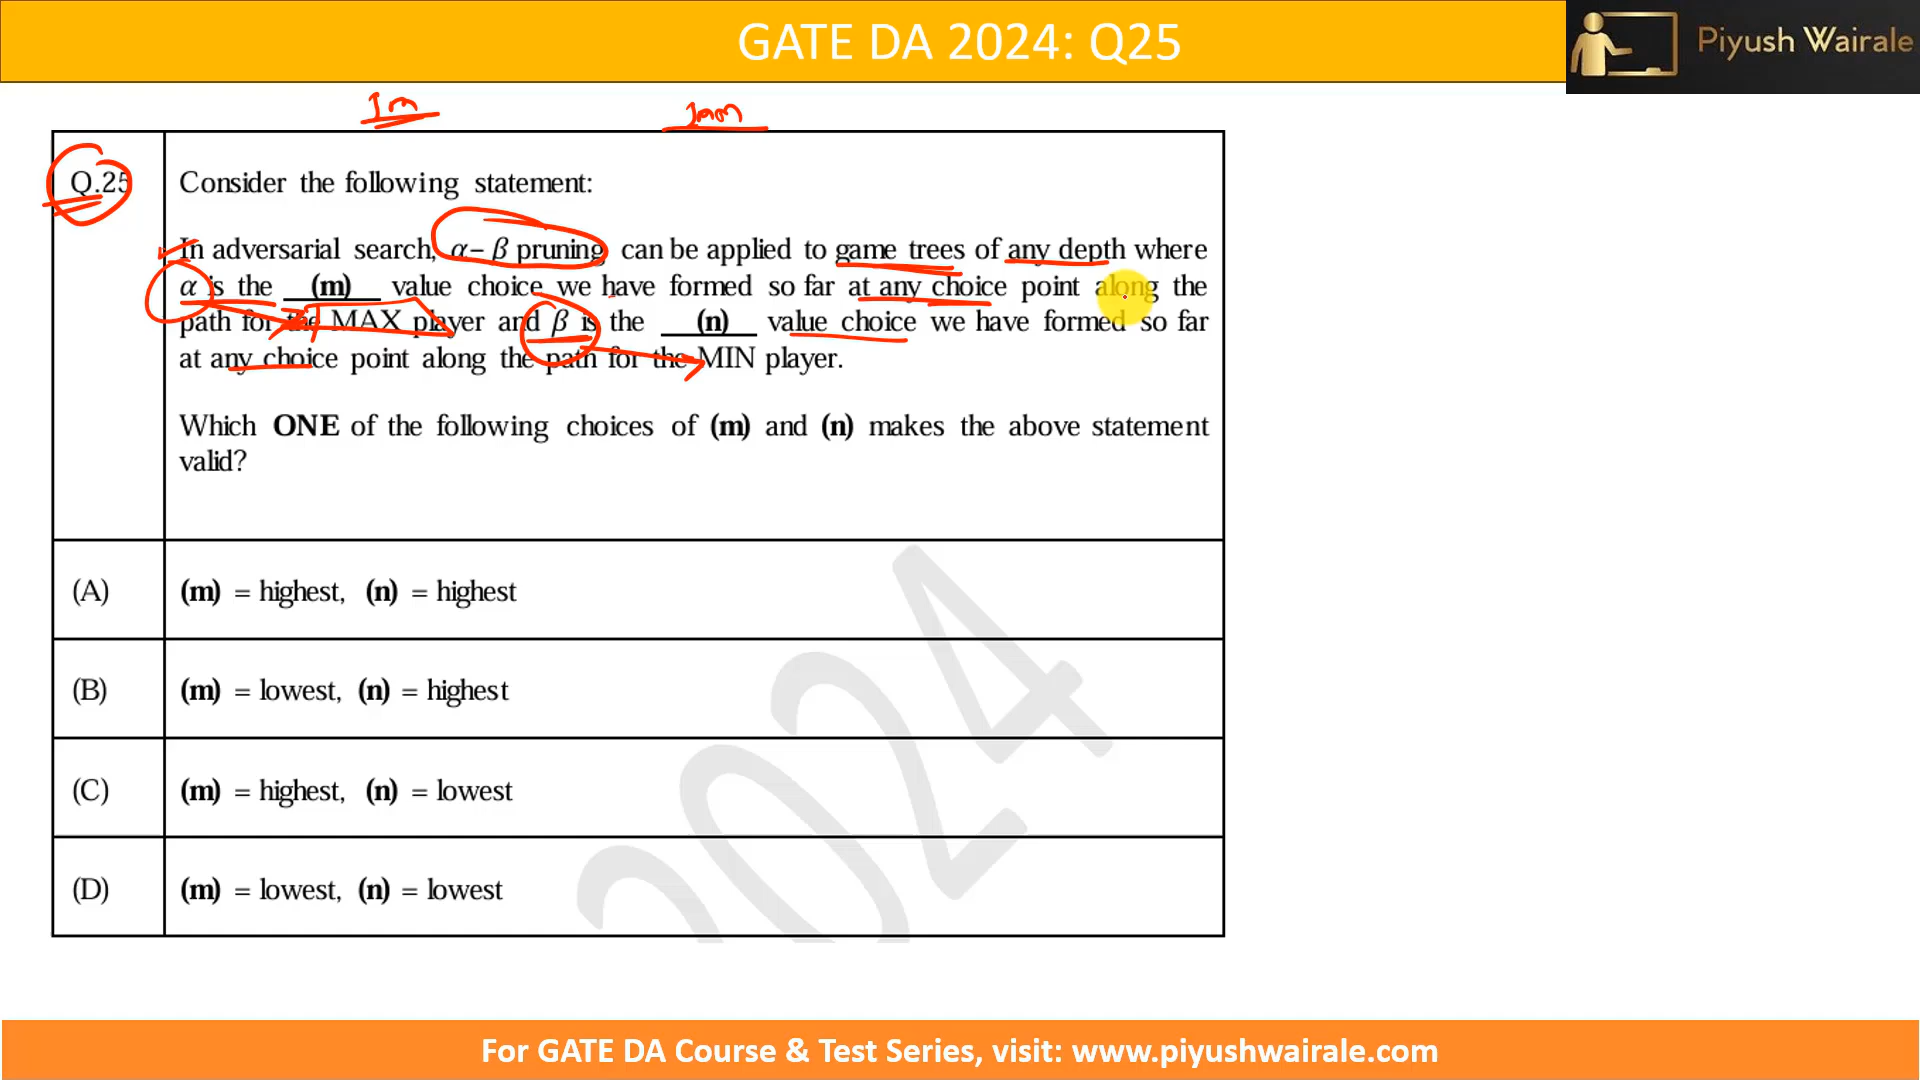 GATE DA 2024: Q25
Piyush Wairale
Q.25
Consider the following statement:
In adversarial search, α– β pruning can be applied to game trees of any depth where
α is the (m) value choice we have formed so far at any choice point along the
path for the MAX player and β is the (n) value choice we have formed so far
at any choice point along the path for the MIN player.
Which ONE of the following choices of (m) and (n) makes the above statement
valid?
(A) (m) = highest, (n) = highest
(B) (m) = lowest, (n) = highest
(C) (m) = highest, (n) = lowest
(D) (m) = lowest, (n) = lowest
2024
For GATE DA Course & Test Series, visit: www.piyushwairale.com